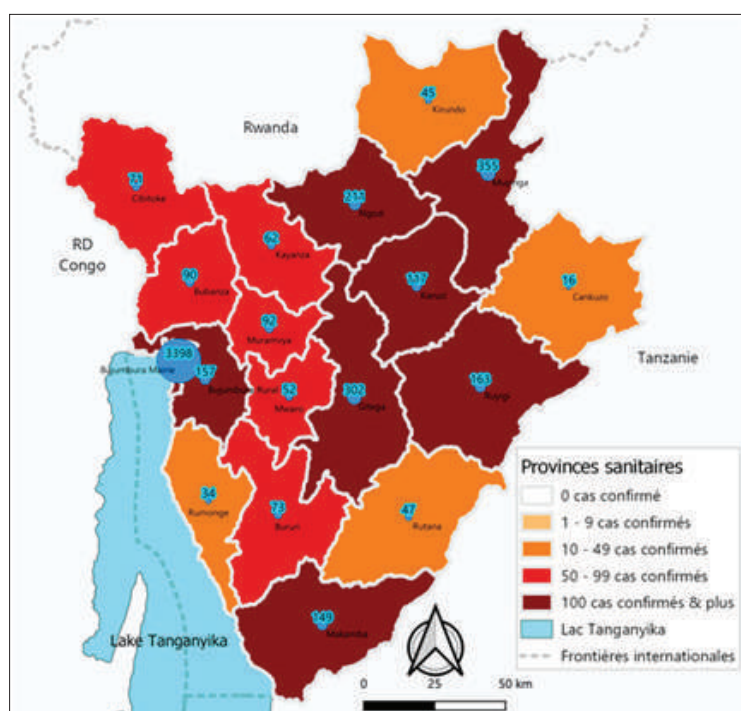 45
Kirundo
Rwanda
355
Muyinga
71
Cibitoke
Ngozi
62
Kayanza
RD
Congo
90
Bubanza
16
Cankuzo
92
Muramvya
3398
Bujumbura Mairie
157
Bujumbura Rural
52
Mwaro
302
Gitega
163
Ruyigi
Tanzanie
34
Rumonge
73
Bururi
47
Rutana
149
Makamba
Lake Tanganyika
Provinces sanitaires
0 cas confirmé
1 - 9 cas confirmés
10 - 49 cas confirmés
50 - 99 cas confirmés
100 cas confirmés & plus
Lac Tanganyika
Frontières internationales
0 25 50 km